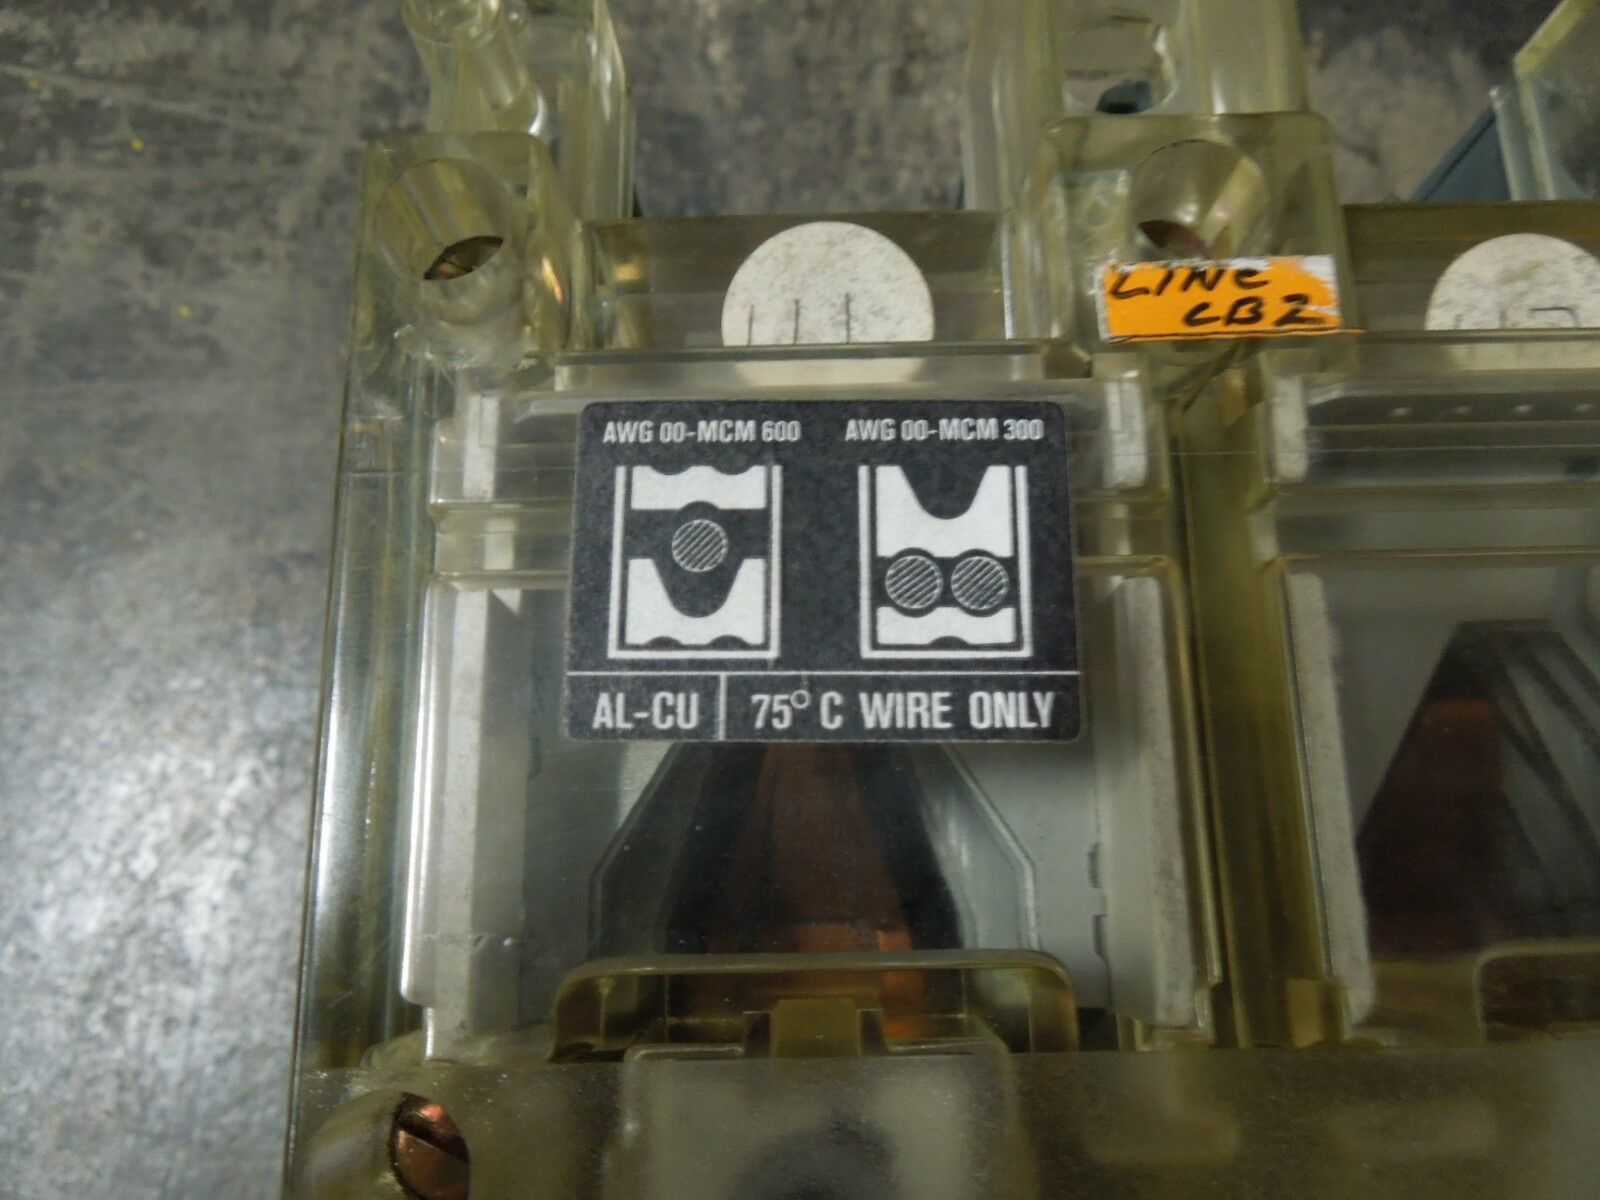 LINE
CB2
AWG 00-MCM 600
AWG 00-MCM 300
AL-CU
75° C WIRE ONLY